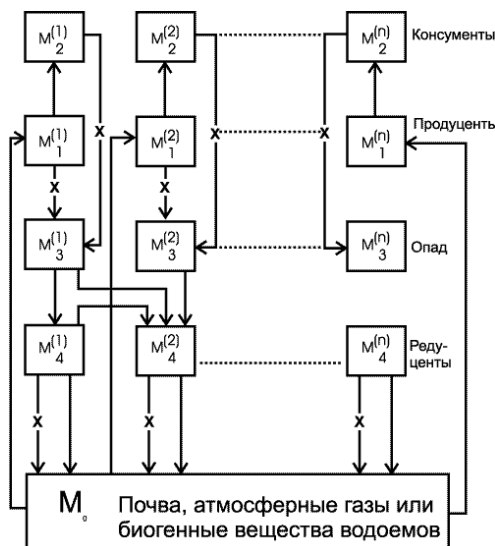 M(1)2 M(2)2 M(n)2 Консументы
x x x
M(1)1 M(2)1 M(n)1 Продуценть
x x
M(1)3 M(2)3 M(n)3 Опад
M(1)4 M(2)4 M(n)4 Реду-
центы
x x x
M₀ Почва, атмосферные газы или
биогенные вещества водоемов